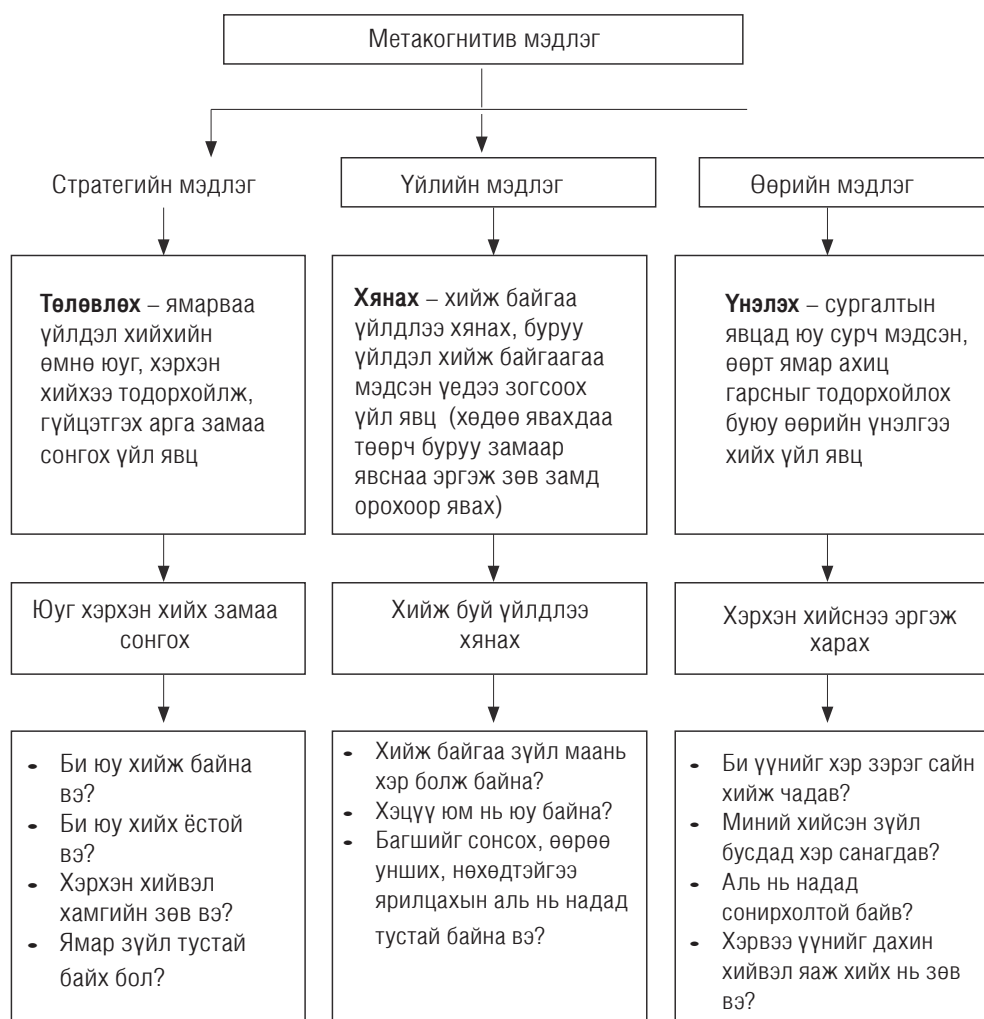 Метакогнитив мэдлэг
Стратегийн мэдлэг
Үйлийн мэдлэг
Өөрийн мэдлэг
Төлөвлөх – ямарваа
үйлдэл хийхийн
өмнө юуг, хэрхэн
хийхээ тодорхойлж,
гүйцэтгэх арга замаа
сонгох үйл явц
Хянах – хийж байгаа
үйлдлээ хянах, буруу
үйлдэл хийж байгаагаа
мэдсэн үедээ зогсоох
үйл явц (хөдөө явахдаа
төөрч буруу замаар
явснаа эргэж зөв замд
орохоор явах)
Үнэлэх – сургалтын
явцад юу сурч мэдсэн,
өөрт ямар ахиц
гарсныг тодорхойлох
буюу өөрийн үнэлгээ
хийх үйл явц
Юуг хэрхэн хийх замаа
сонгох
Хийж буй үйлдлээ
хянах
Хэрхэн хийснээ эргэж
харах
• Би юу хийж байна
вэ?
• Би юу хийх ёстой
вэ?
• Хэрхэн хийвэл
хамгийн зөв вэ?
• Ямар зүйл тустай
байх бол?
• Хийж байгаа зүйл маань
хэр болж байна?
• Хэцүү юм нь юу байна?
• Багшийг сонсох, өөрөө
унших, нөхөдтэйгээ
ярилцахын аль нь надад
тустай байна вэ?
• Би үүнийг хэр зэрэг сайн
хийж чадав?
• Миний хийсэн зүйл
бусдад хэр санагдав?
• Аль нь надад
сонирхолтой байв?
• Хэрвээ үүнийг дахин
хийвэл яаж хийх нь зөв
вэ?